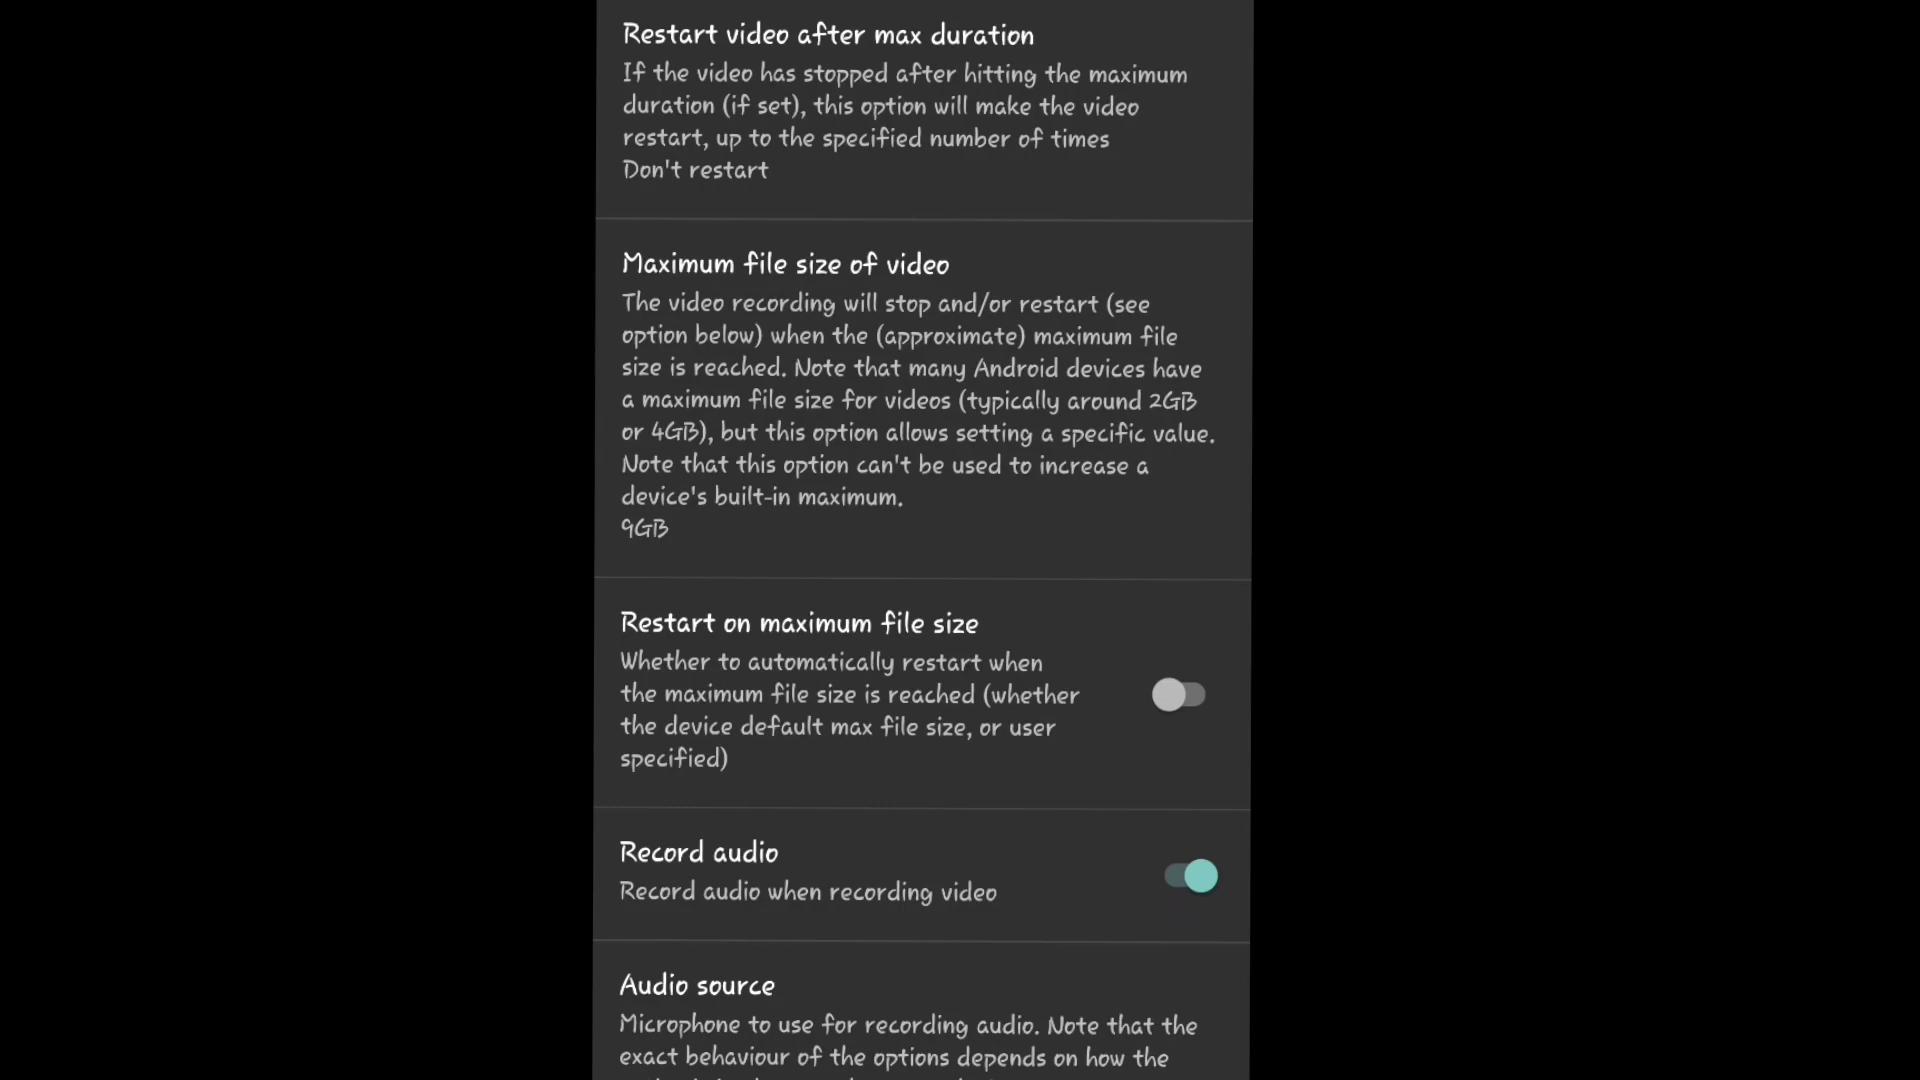 Restart video after max duration
If the video has stopped after hitting the maximum
duration (if set), this option will make the video
restart, up to the specified number of times
Don't restart
Maximum file size of video
The video recording will stop and/or restart (see
option below) when the (approximate) maximum file
size is reached. Note that many Android devices have
a maximum file size for videos (typically around 2GB
or 4GB), but this option allows setting a specific value.
Note that this option can't be used to increase a
device's built-in maximum.
9GB
Restart on maximum file size
Whether to automatically restart when
the maximum file size is reached (whether
the device default max file size, or user
specified)
Record audio
Record audio when recording video
Audio source
Microphone to use for recording audio. Note that the
exact behaviour of the options depends on how the